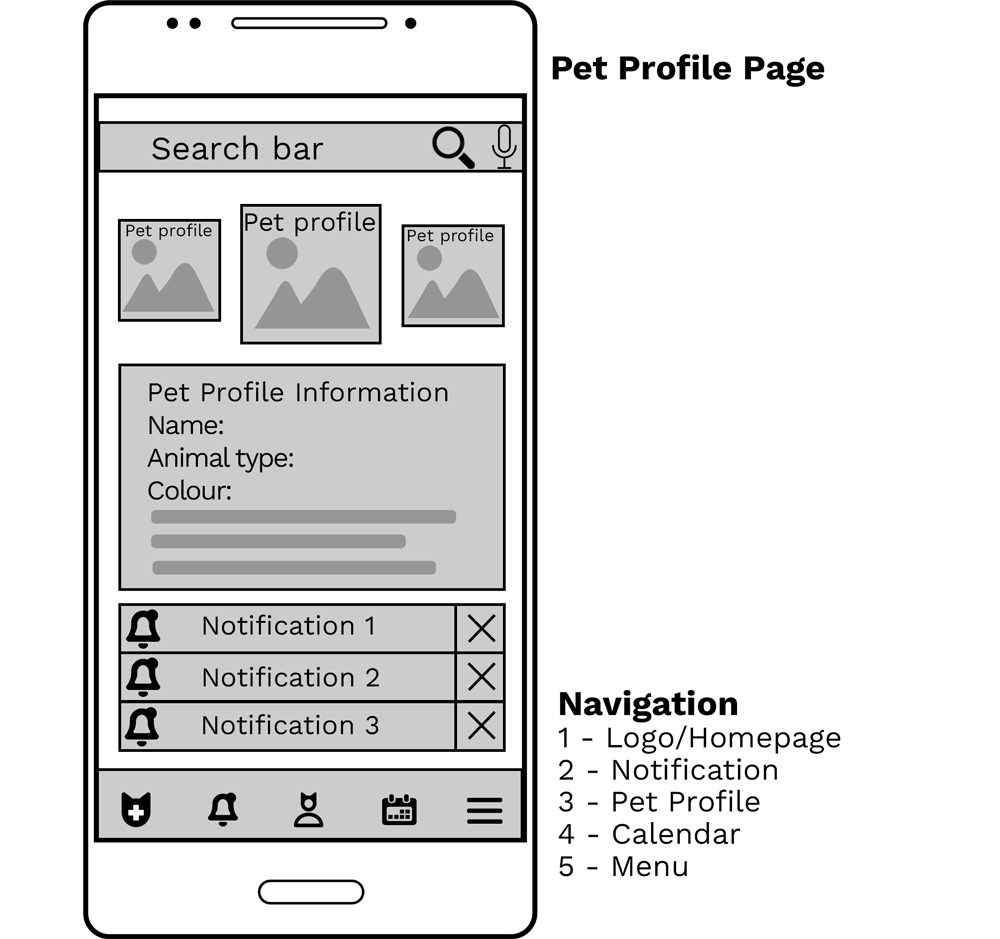 Pet Profile Page
Search bar
Pet profile
Pet profile
Pet profile
Pet Profile Information
Name:
Animal type:
Colour:
Notification 1
Notification 2
Notification 3
Navigation
1 - Logo/Homepage
2 - Notification
3 - Pet Profile
4 - Calendar
5 - Menu